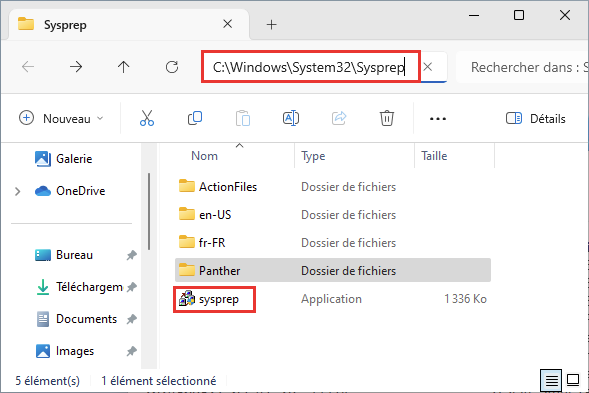 Sysprep
C:\Windows\System32\Sysprep
Rechercher dans : S
Nouveau
Détails
Nom Type Taille
Galerie
OneDrive
Bureau
Téléchargem
Documents
Images
ActionFiles Dossier de fichiers
en-US Dossier de fichiers
fr-FR Dossier de fichiers
Panther Dossier de fichiers
sysprep Application 1 336 Ko
5 élément(s) 1 élément sélectionné